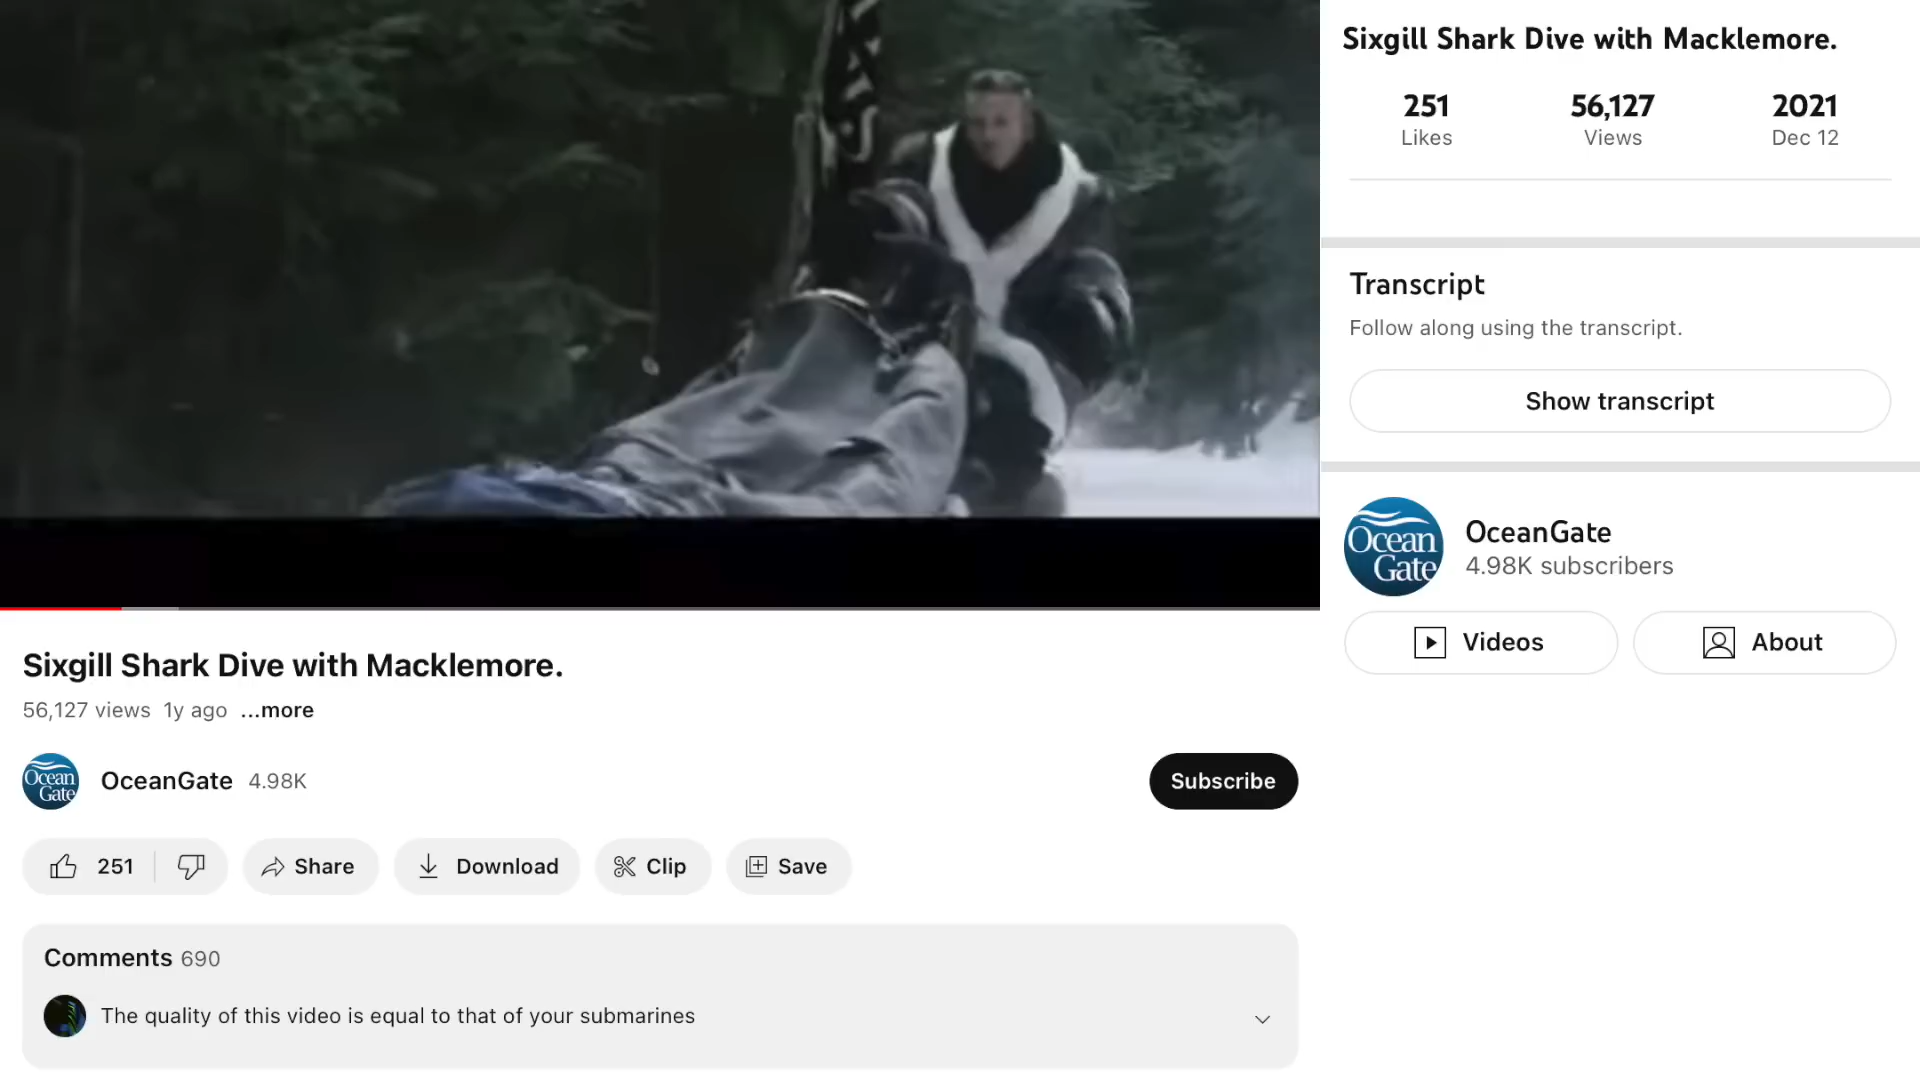 Sixgill Shark Dive with Macklemore.
56,127 views 1y ago ...more
Ocean
Gate
OceanGate 4.98K
Subscribe
251
Share
Download
Clip
Save
Comments 690
The quality of this video is equal to that of your submarines
Sixgill Shark Dive with Macklemore.
251 56,127 2021
Likes Views Dec 12
Transcript
Follow along using the transcript.
Show transcript
Ocean
Gate
OceanGate
4.98K subscribers
Videos About